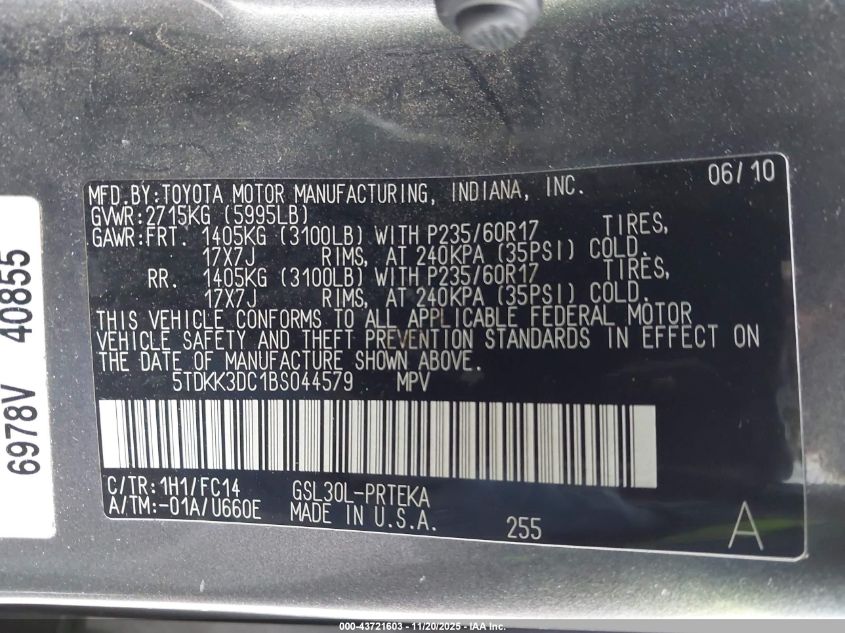 06/10
MFD.BY:TOYOTA MOTOR MANUFACTURING, INDIANA, INC.
GVWR:2715KG (5995LB)
GAWR:FRT. 1405KG (3100LB) WITH P235/60R17 TIRES,
17X7J RIMS, AT 240KPA (35PSI) COLD.
RR. 1405KG (3100LB) WITH P235/60R17 TIRES,
17X7J RIMS, AT 240KPA (35PSI) COLD.
THIS VEHICLE CONFORMS TO ALL APPLICABLE FEDERAL MOTOR
VEHICLE SAFETY AND THEFT PREVENTION STANDARDS IN EFFECT ON
THE DATE OF MANUFACTURE SHOWN ABOVE.
5TDKK3DC1BS044579 MPV
C/TR:1H1/FC14 GSL30L-PRTEKA
A/TM:-01A/U660E MADE IN U.S.A. 255 A
6978V 40855
000-43721603 - 11/20/2025 - IAA Inc.